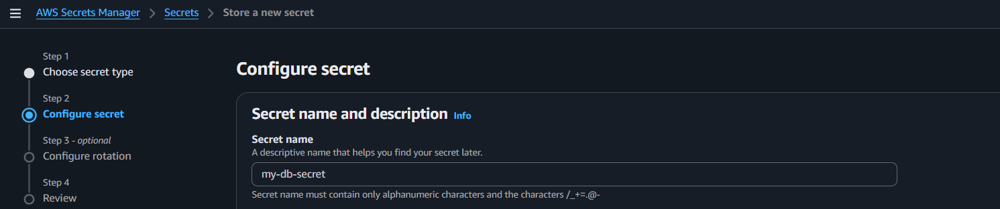 AWS Secrets Manager > Secrets > Store a new secret
Step 1
Choose secret type
Step 2
Configure secret
Step 3 - optional
Configure rotation
Step 4
Review
Configure secret
Secret name and description Info
Secret name
A descriptive name that helps you find your secret later.
my-db-secret
Secret name must contain only alphanumeric characters and the characters /_+=.@-